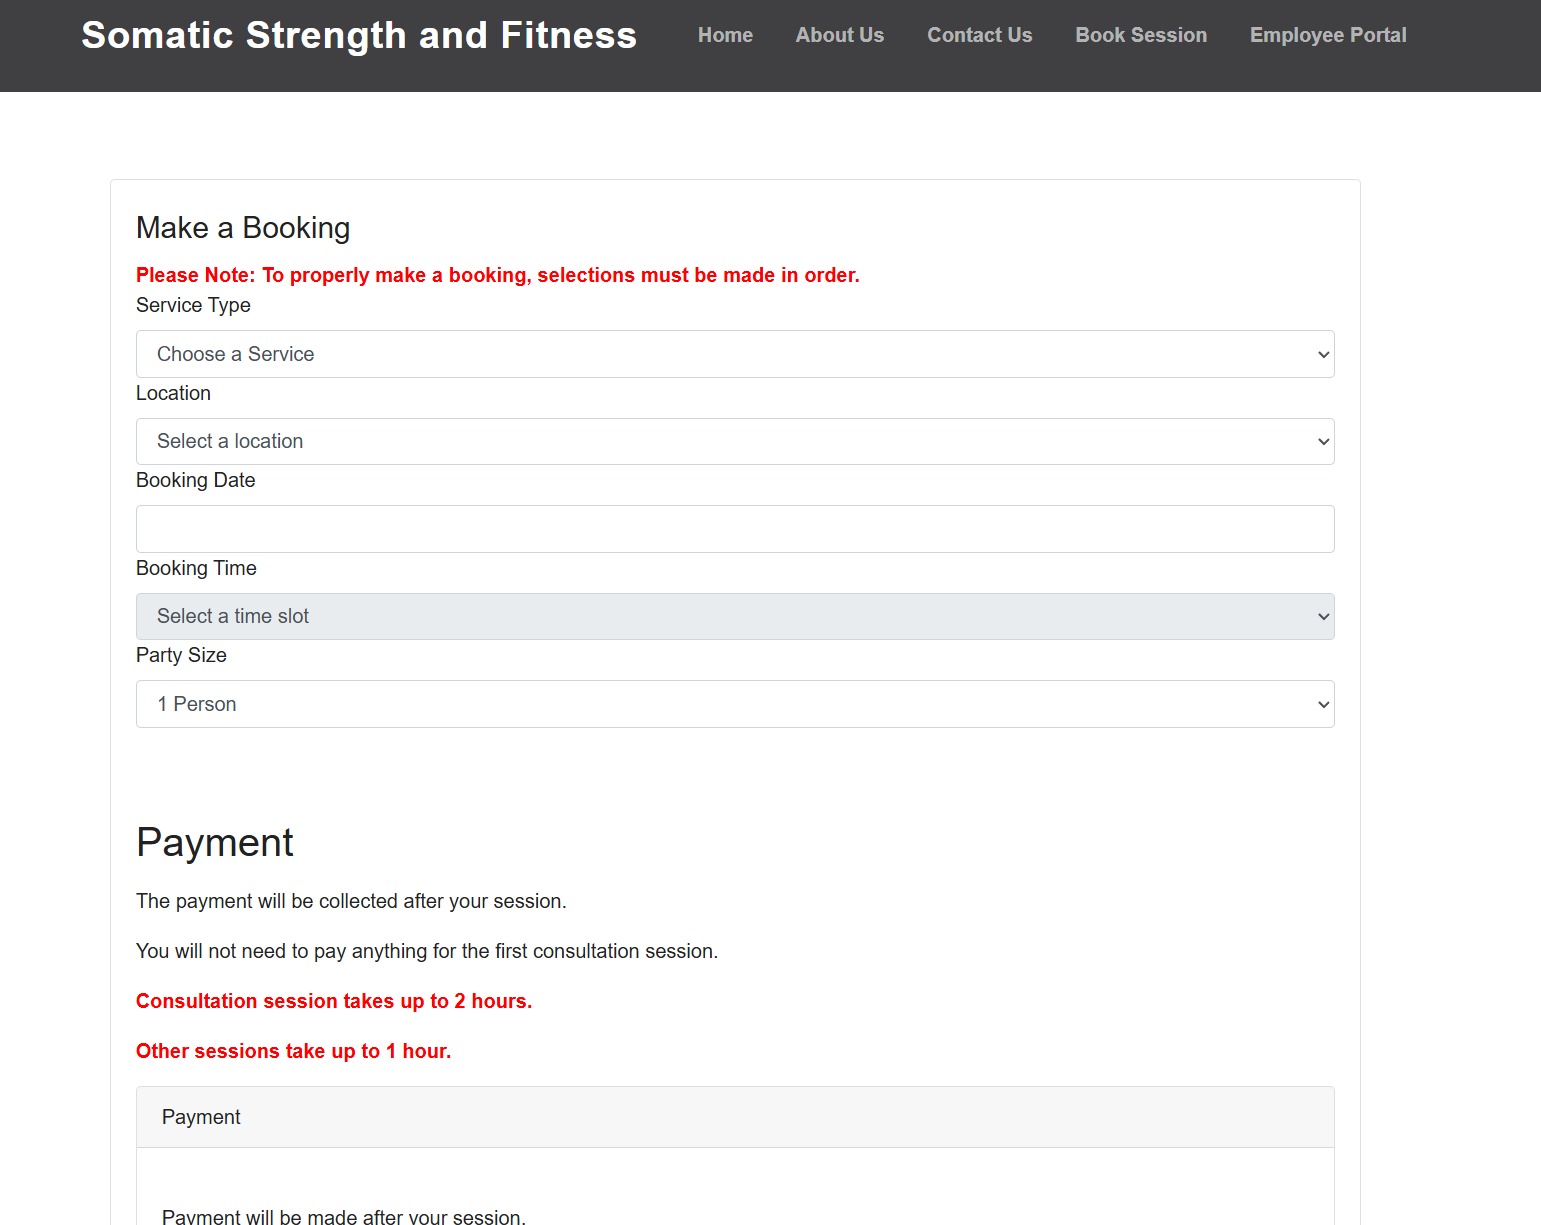 Somatic Strength and Fitness Home About Us Contact Us Book Session Employee Portal
Make a Booking
Please Note: To properly make a booking, selections must be made in order.
Service Type
Choose a Service
Location
Select a location
Booking Date
Booking Time
Select a time slot
Party Size
1 Person
Payment
The payment will be collected after your session.
You will not need to pay anything for the first consultation session.
Consultation session takes up to 2 hours.
Other sessions take up to 1 hour.
Payment
Payment will be made after your session.